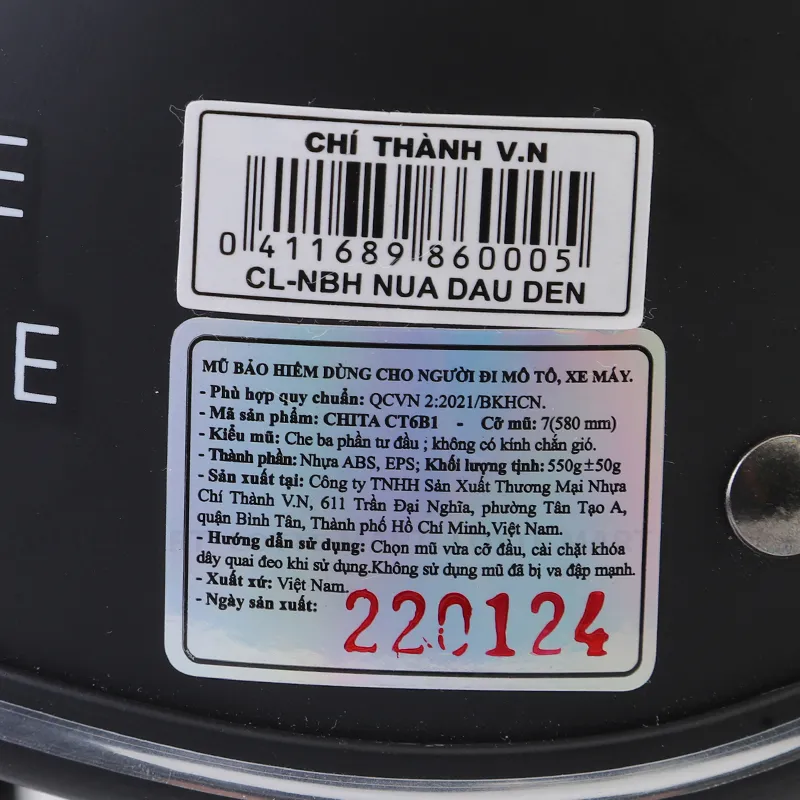 CHÍ THÀNH V.N
0 411689 860005
CL-NBH NUA DAU DEN
E
E
MŨ BẢO HIỂM DÙNG CHO NGƯỜI ĐI MÔ TÔ, XE MÁY.
- Phù hợp quy chuẩn: QCVN 2:2021/BKHCN.
- Mã sản phẩm: CHITA CT6B1 - Cỡ mũ: 7(580 mm)
- Kiểu mũ: Che ba phần tư đầu ; không có kính chắn gió.
- Thành phần: Nhựa ABS, EPS; Khối lượng tịnh: 550g±50g
- Sản xuất tại: Công ty TNHH Sản Xuất Thương Mại Nhựa
Chí Thành V.N, 611 Trần Đại Nghĩa, phường Tân Tạo A,
quận Bình Tân, Thành phố Hồ Chí Minh,Việt Nam.
- Hướng dẫn sử dụng: Chọn mũ vừa cỡ đầu, cài chặt khóa
dây quai đeo khi sử dụng.Không sử dụng mũ đã bị va đập mạnh.
- Xuất xứ: Việt Nam.
- Ngày sản xuất: 220124